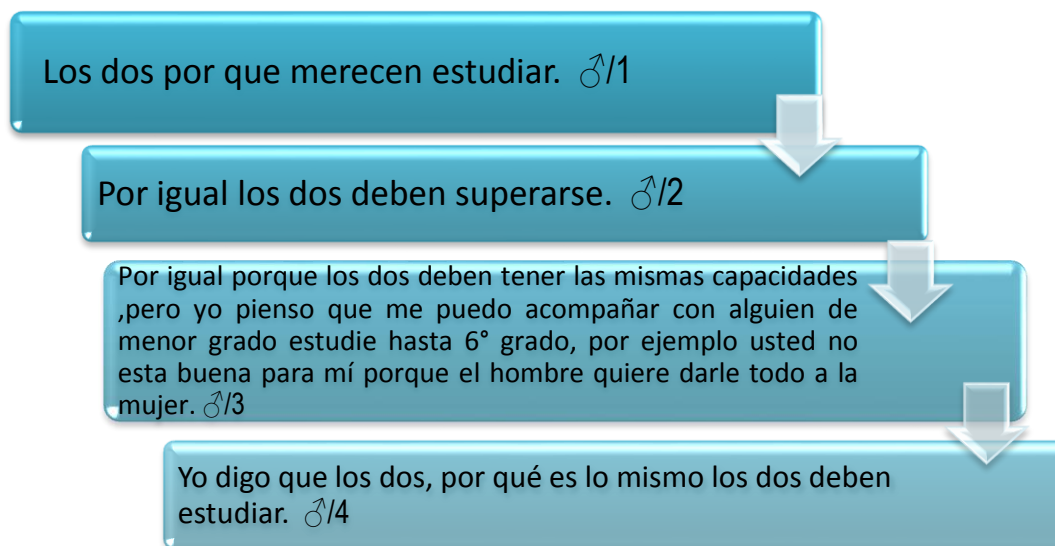 Los dos por que merecen estudiar. ♂/1
Por igual los dos deben superarse. ♂/2
Por igual porque los dos deben tener las mismas capacidades
,pero yo pienso que me puedo acompañar con alguien de
menor grado estudie hasta 6° grado, por ejemplo usted no
esta buena para mí porque el hombre quiere darle todo a la
mujer. ♂/3
Yo digo que los dos, por qué es lo mismo los dos deben
estudiar. ♂/4